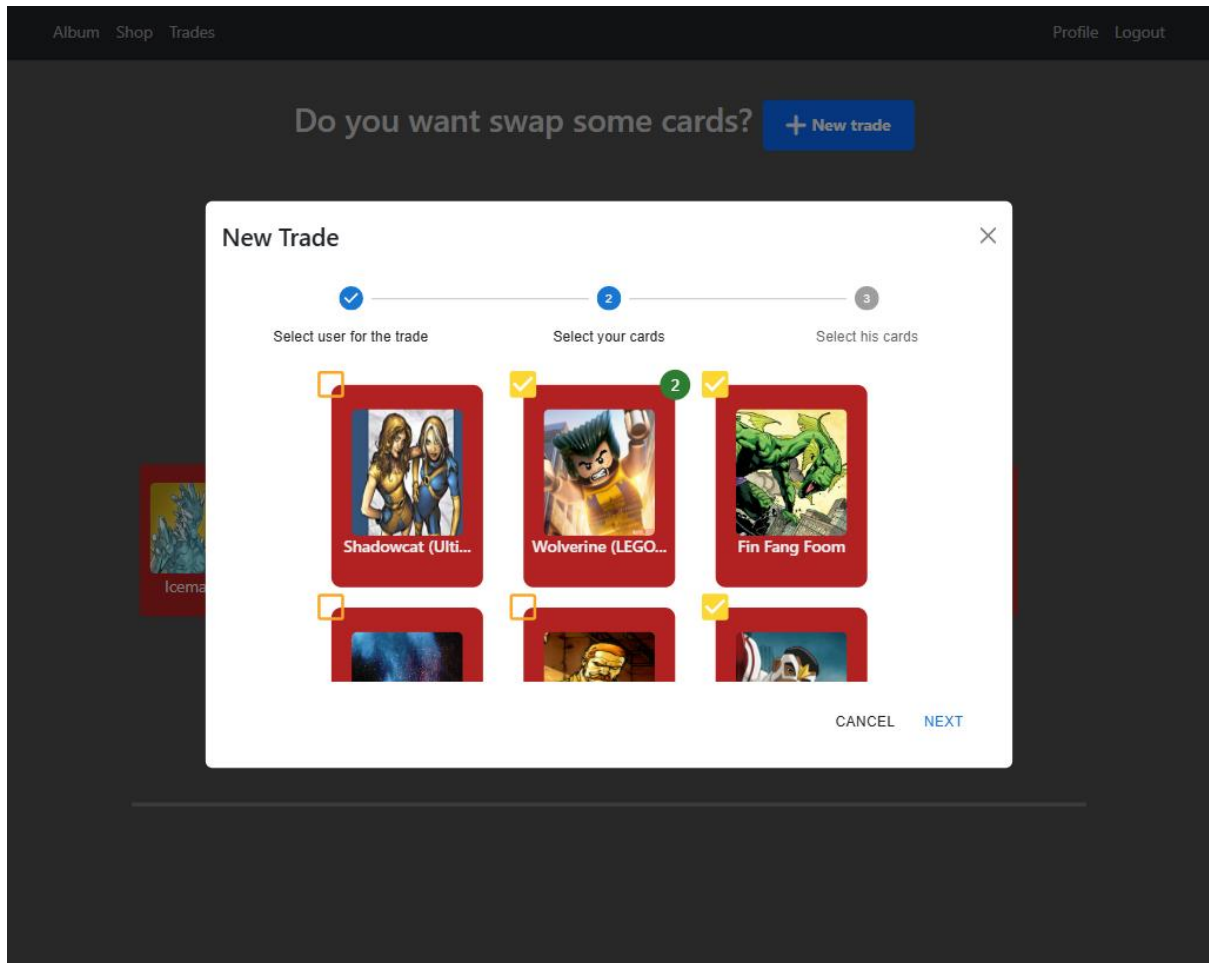 Album Shop Trades Profile Logout
Do you want swap some cards? + New trade
New Trade
2 3
Select user for the trade Select your cards Select his cards
2
Shadowcat (Ulti... Wolverine (LEGO... Fin Fang Foom
Icema
CANCEL NEXT